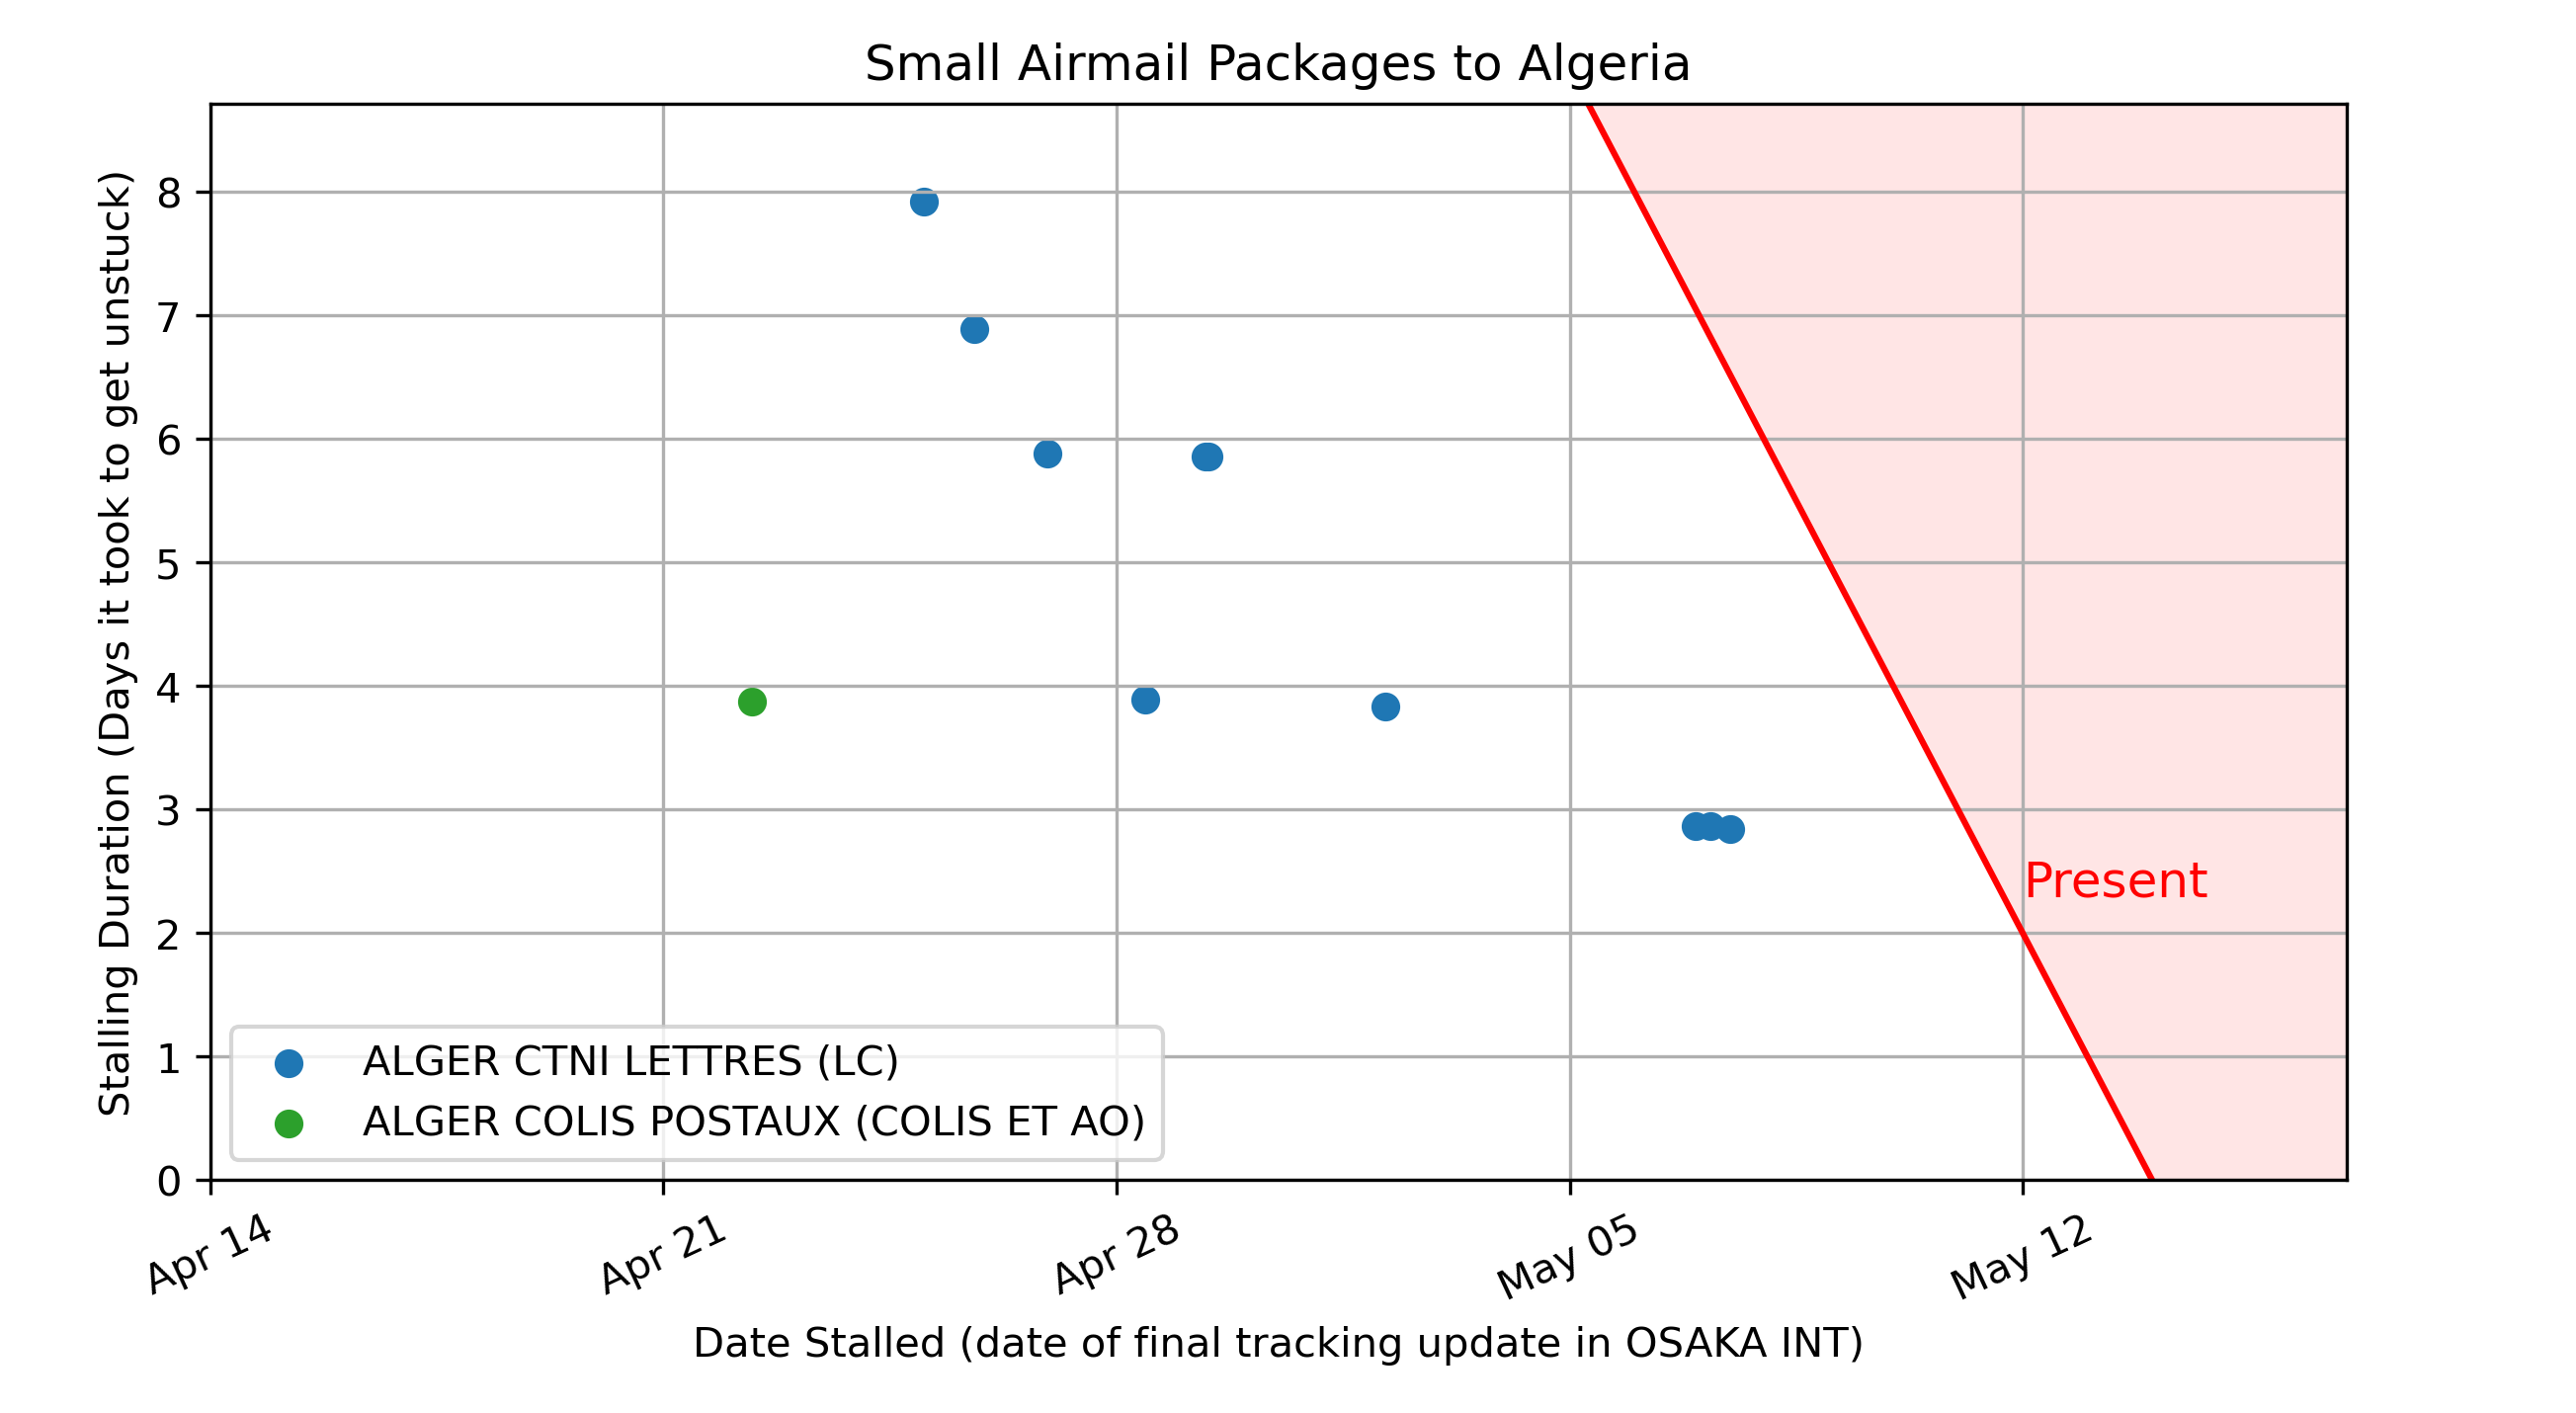 Small Airmail Packages to Algeria
Stalling Duration (Days it took to get unstuck)
8
7
6
5
4
3
2
1
0
Present
ALGER CTNI LETTRES (LC)
ALGER COLIS POSTAUX (COLIS ET AO)
Apr 14
Apr 21
Apr 28
May 05
May 12
Date Stalled (date of final tracking update in OSAKA INT)